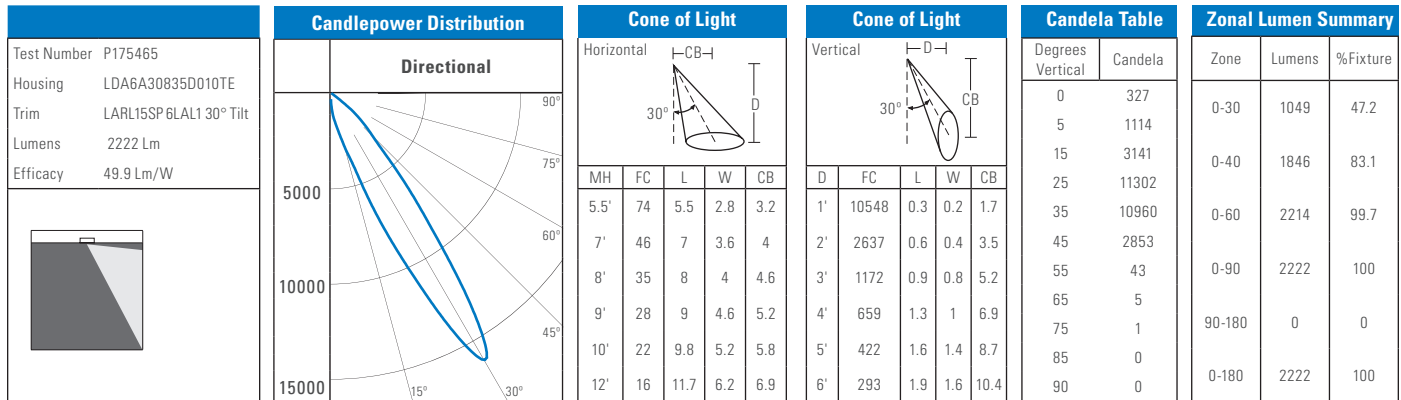 Test Number P175465
Housing LDA6A30835D010TE
Trim LARL15SP6LAL1 30° Tilt
Lumens 2222 Lm
Efficacy 49.9 Lm/W
Candlepower Distribution
Directional
90°
75°
5000
60°
10000
45°
15000
15°
30°
Cone of Light
Horizontal
CB
30°
D
MH FC L W CB
5.5' 74 5.5 2.8 3.2
7' 46 7 3.6 4
8' 35 8 4 4.6
9' 28 9 4.6 5.2
10' 22 9.8 5.2 5.8
12' 16 11.7 6.2 6.9
Cone of Light
Vertical
D
30°
CB
D FC L W CB
1' 10548 0.3 0.2 1.7
2' 2637 0.6 0.4 3.5
3' 1172 0.9 0.8 5.2
4' 659 1.3 1 6.9
5' 422 1.6 1.4 8.7
6' 293 1.9 1.6 10.4
Candela Table
Degrees
Vertical
Candela
0 327
5 1114
15 3141
25 11302
35 10960
45 2853
55 43
65 5
75 1
85 0
90 0
Zonal Lumen Summary
Zone Lumens %Fixture
0-30 1049 47.2
0-40 1846 83.1
0-60 2214 99.7
0-90 2222 100
90-180 0 0
0-180 2222 100